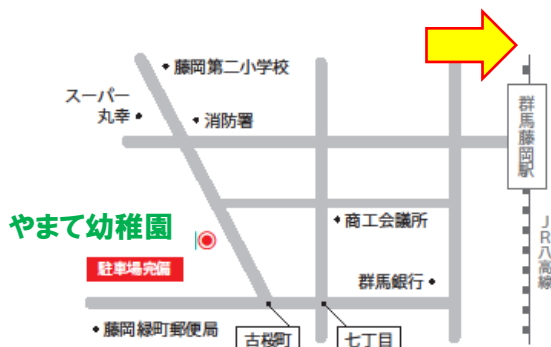 藤岡第二小学校
スーパー
丸幸
消防署
群馬藤岡駅
やまて幼稚園
商工会議所
JR八高線
駐車場完備
群馬銀行
藤岡緑町郵便局
古桜町
七丁目